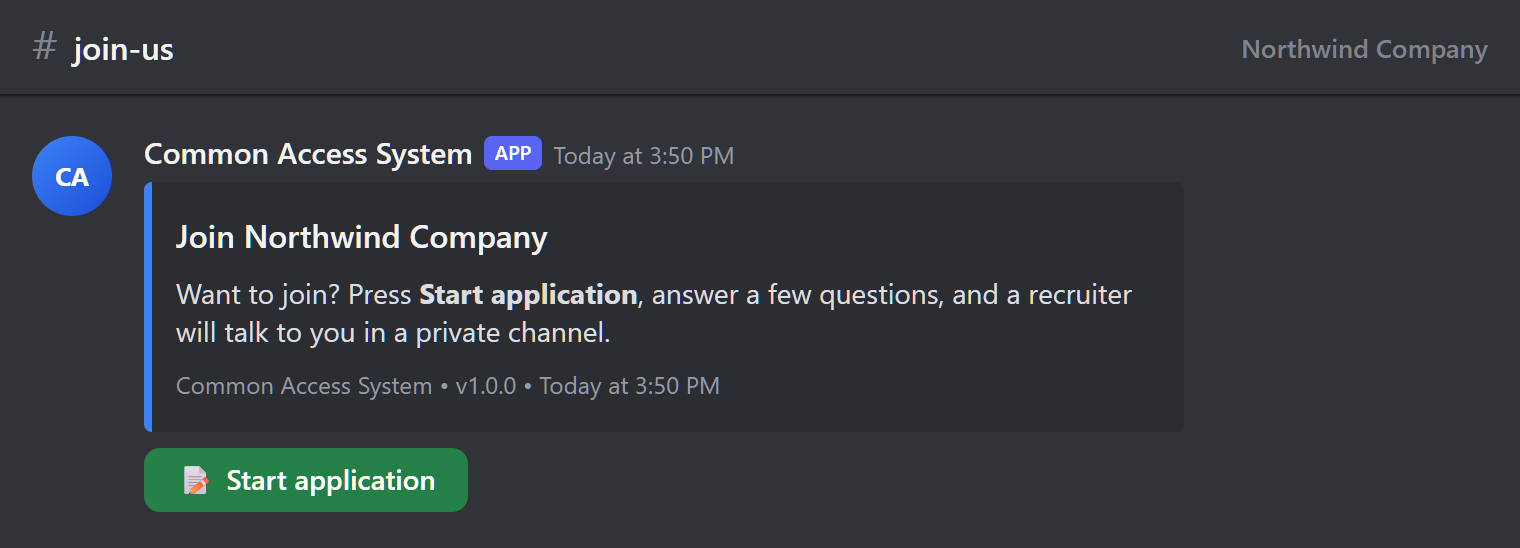 # join-us
Northwind Company
CA
Common Access System APP Today at 3:50 PM
Join Northwind Company
Want to join? Press Start application, answer a few questions, and a recruiter
will talk to you in a private channel.
Common Access System • v1.0.0 • Today at 3:50 PM
Start application